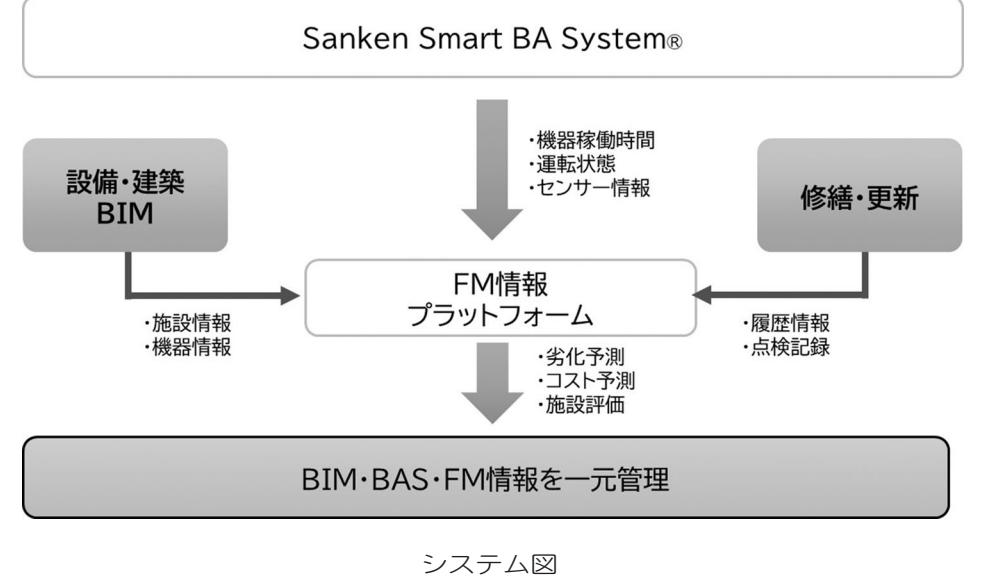 Sanken Smart BA System®
・機器稼働時間
・運転状態
・センサー情報
設備・建築
BIM
修繕・更新
FM情報
プラットフォーム
・施設情報
・機器情報
・履歴情報
・点検記録
・劣化予測
・コスト予測
・施設評価
BIM・BAS・FM情報を一元管理
システム図